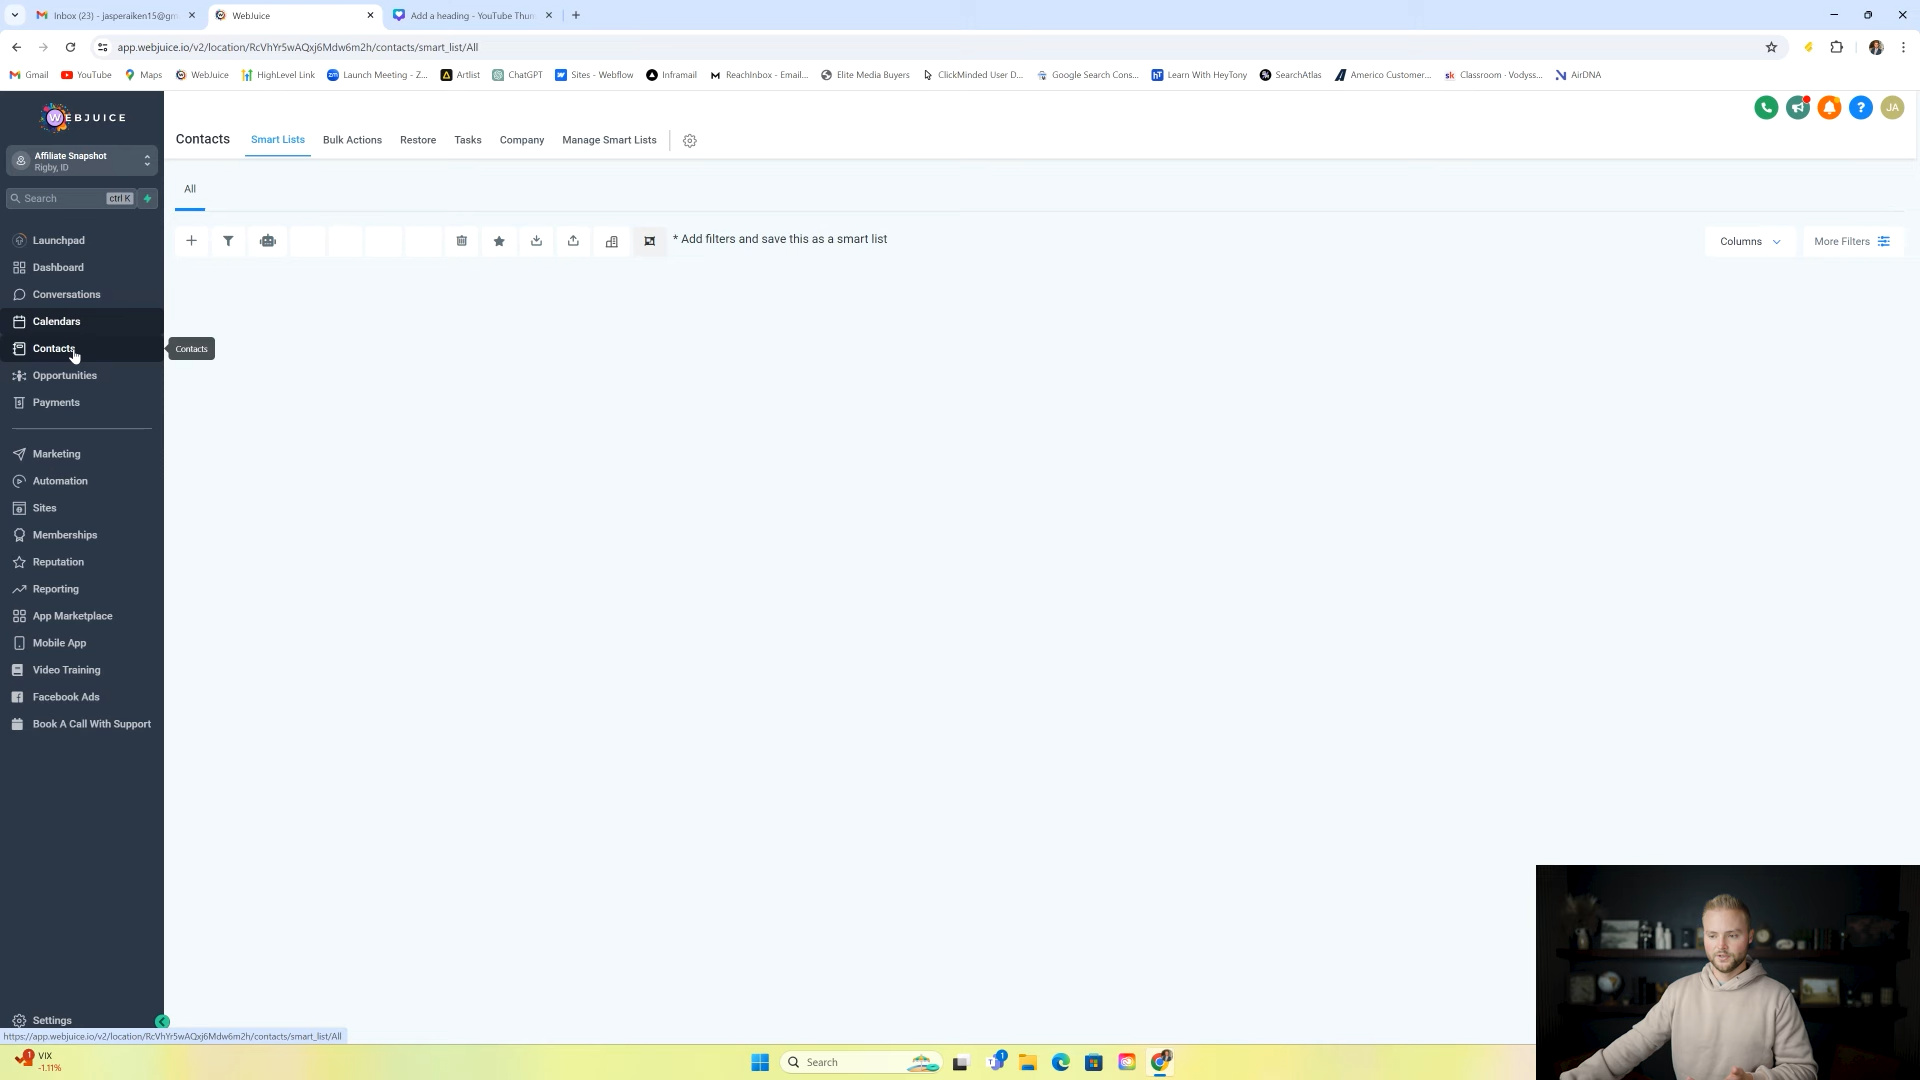 Inbox (23) - jasperaiken15@gm
WebJuice
Add a heading - YouTube Thun
app.webjuice.io/v2/location/RcVhYr5wAQxj6Mdw6m2h/contacts/smart_list/All
Gmail
YouTube
Maps
WebJuice
HighLevel Link
Launch Meeting - Z...
Artlist
ChatGPT
Sites - Webflow
Inframail
ReachInbox - Email...
Elite Media Buyers
ClickMinded User D...
Google Search Cons...
Learn With HeyTony
SearchAtlas
Americo Customer...
Classroom - Vodyss...
AirDNA
WEBJUICE
Affiliate Snapshot
Rigby, ID
Search
ctrl K
Launchpad
Dashboard
Conversations
Calendars
Contacts
Opportunities
Payments
Marketing
Automation
Sites
Memberships
Reputation
Reporting
App Marketplace
Mobile App
Video Training
Facebook Ads
Book A Call With Support
Settings
Contacts
Contacts
Smart Lists
Bulk Actions
Restore
Tasks
Company
Manage Smart Lists
JA
All
* Add filters and save this as a smart list
Columns
More Filters
https://app.webjuice.io/v2/location/RcVhYr5wAQxj6Mdw6m2h/contacts/smart_list/All
1
VIX
-1.11%
Search
1